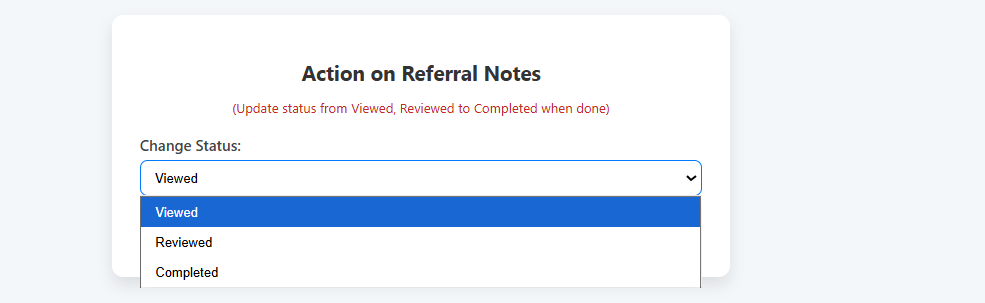 Action on Referral Notes
(Update status from Viewed, Reviewed to Completed when done)
Change Status:
Viewed
Viewed
Reviewed
Completed